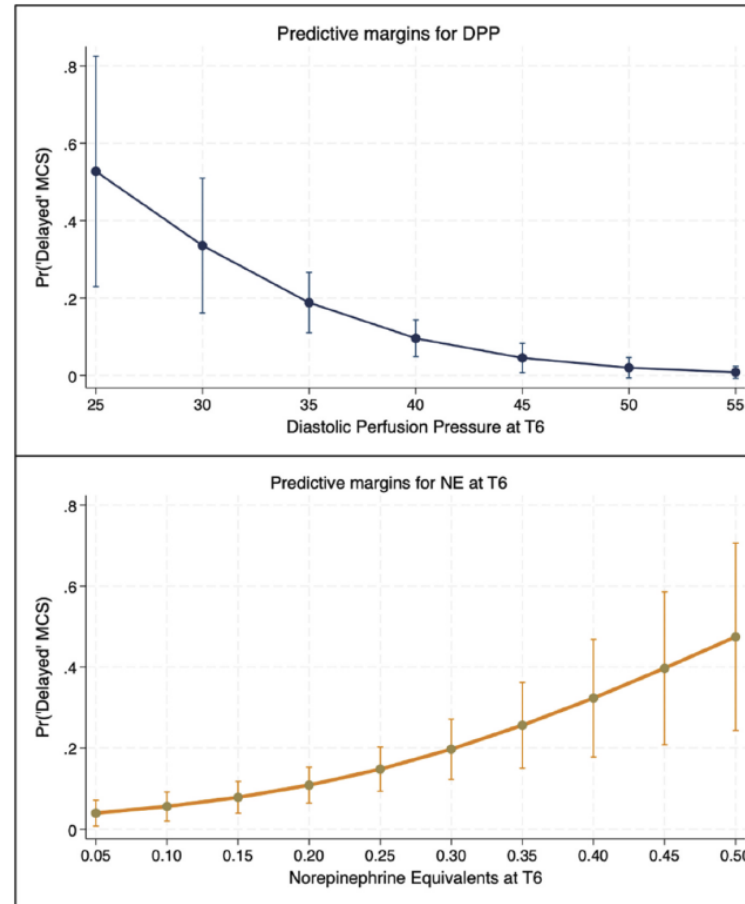 Predictive margins for DPP
Pr('Delayed' MCS)
.8
.6
.4
.2
0
25 30 35 40 45 50 55
Diastolic Perfusion Pressure at T6
Predictive margins for NE at T6
Pr('Delayed' MCS)
.8
.6
.4
.2
0
0.05 0.10 0.15 0.20 0.25 0.30 0.35 0.40 0.45 0.50
Norepinephrine Equivalents at T6